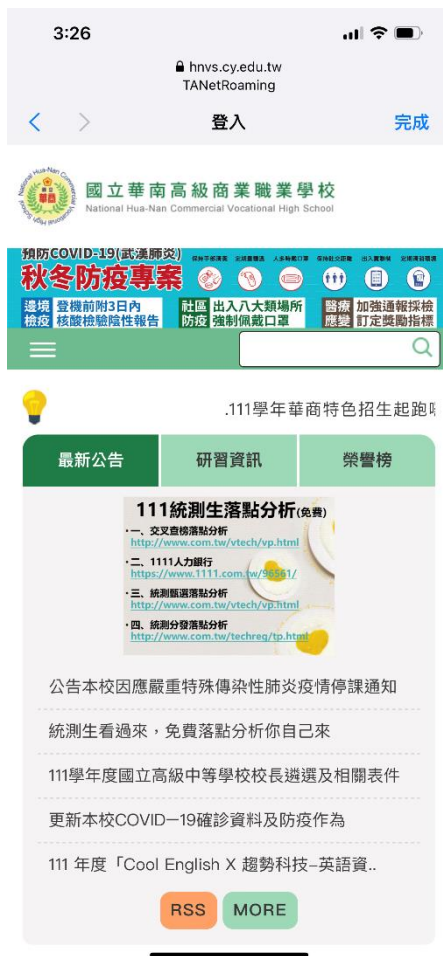 3:26
hnvs.cy.edu.tw
TANetRoaming
登入
完成
國立華南高級商業職業學校
National Hua-Nan Commercial Vocational High School
預防COVID-19(武漢肺炎)
秋冬防疫專案
邊境檢疫 登機前附3日內核酸檢驗陰性報告
社區防疫 出入八大類場所強制佩戴口罩
醫療應變 加強通報採檢訂定獎勵指標
.111學年華商特色招生起跑
最新公告
研習資訊
榮譽榜
111統測生落點分析(免費)
·一、交叉查榜落點分析
http://www.com.tw/vtech/vp.html
·二、1111人力銀行
https://www.1111.com.tw/96561/
·三、統測甄選落點分析
http://www.com.tw/vtech/vp.html
·四、統測分發落點分析
http://www.com.tw/techreg/tp.html
公告本校因應嚴重特殊傳染性肺炎疫情停課通知
統測生看過來，免費落點分析你自己來
111學年度國立高級中等學校校長遴選及相關表件
更新本校COVID—19確診資料及防疫作為
111 年度「Cool English X 趨勢科技–英語資..
RSS
MORE